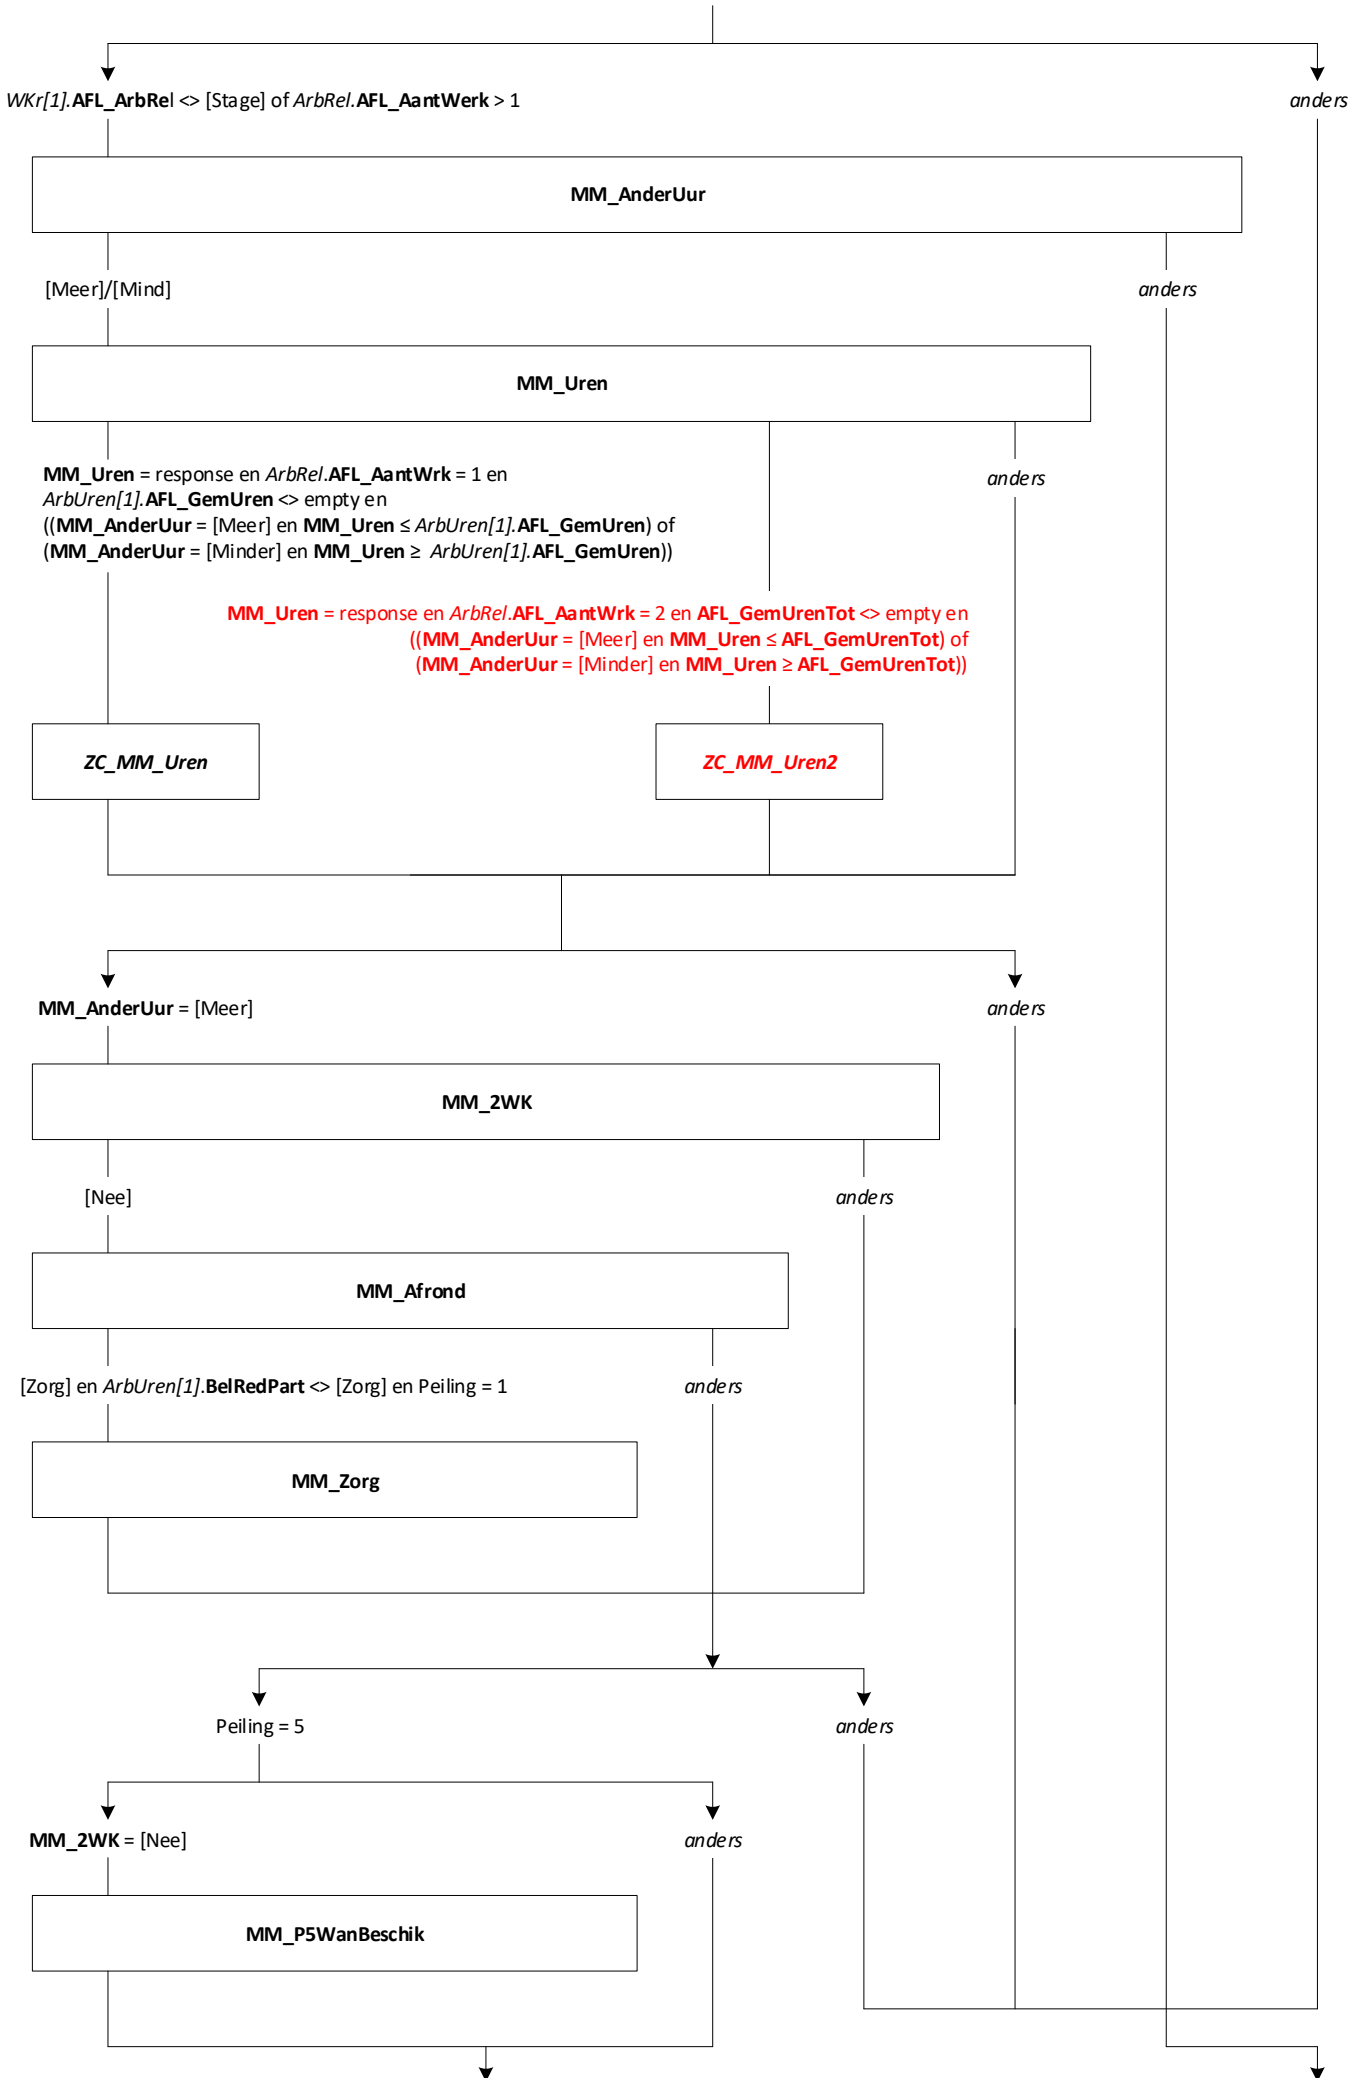 WKr[1].AFL_ArbRel <> [Stage] of ArbRel.AFL_AantWerk > 1
anders
MM_AnderUur
[Meer]/[Mind]
anders
MM_Uren
MM_Uren = response en ArbRel.AFL_AantWrk = 1 en
ArbUren[1].AFL_GemUren <> empty en
((MM_AnderUur = [Meer] en MM_Uren ≤ ArbUren[1].AFL_GemUren) of
(MM_AnderUur = [Minder] en MM_Uren ≥ ArbUren[1].AFL_GemUren))
anders
MM_Uren = response en ArbRel.AFL_AantWrk = 2 en AFL_GemUrenTot <> empty en
((MM_AnderUur = [Meer] en MM_Uren ≤ AFL_GemUrenTot) of
(MM_AnderUur = [Minder] en MM_Uren ≥ AFL_GemUrenTot))
ZC_MM_Uren
ZC_MM_Uren2
MM_AnderUur = [Meer]
anders
MM_2WK
[Nee]
anders
MM_Afrond
[Zorg] en ArbUren[1].BelRedPart <> [Zorg] en Peiling = 1
anders
MM_Zorg
Peiling = 5
anders
MM_2WK = [Nee]
anders
MM_P5WanBeschik